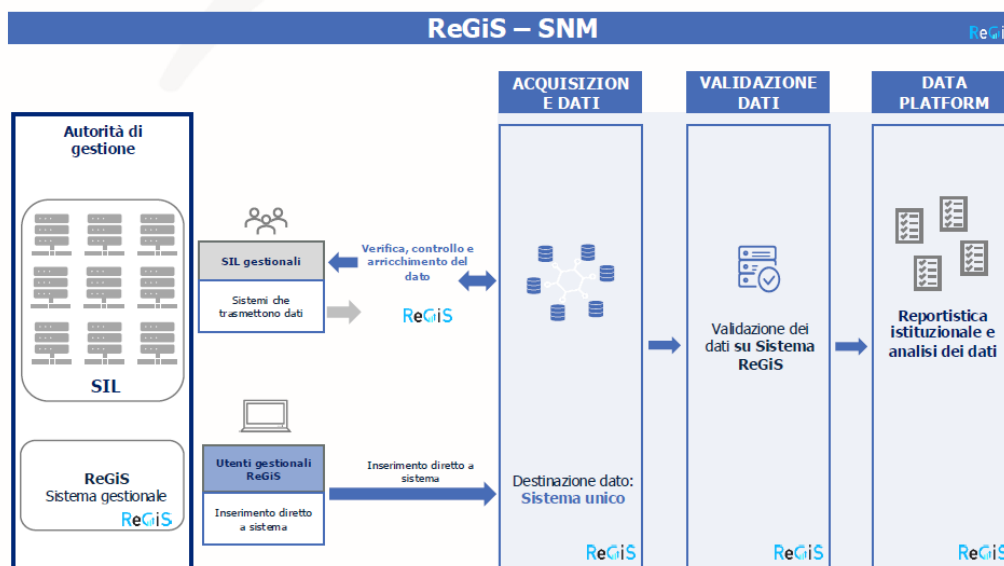 ReGiS – SNM
ReGi
ACQUISIZION
E DATI
VALIDAZIONE
DATI
DATA
PLATFORM
Autorità di
gestione
SIL
ReGiS
Sistema gestionale
ReGiS
SIL gestionali
Sistemi che
trasmettono dati
Verifica, controllo e
arricchimento del
dato
ReGiS
Utenti gestionali
ReGiS
Inserimento diretto
a sistema
Inserimento diretto a
sistema
Destinazione dato:
Sistema unico
ReGiS
Validazione dei
dati su Sistema
ReGiS
ReGiS
Reportistica
istituzionale e
analisi dei dati
ReGiS